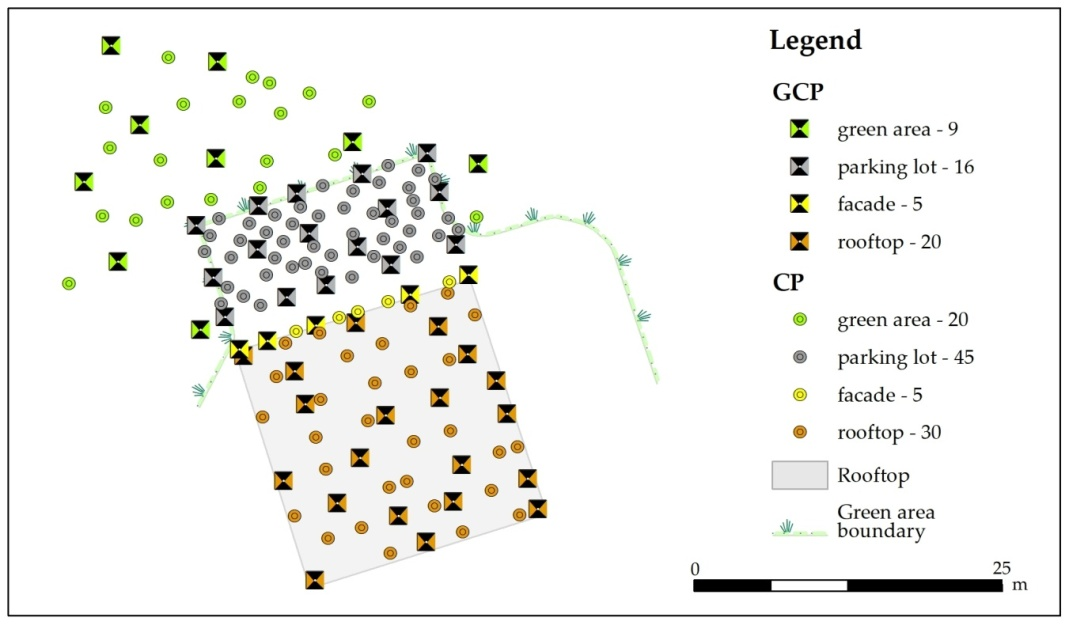 Legend
GCP
green area - 9
parking lot - 16
facade - 5
rooftop - 20
CP
green area - 20
parking lot - 45
facade - 5
rooftop - 30
Rooftop
Green area
boundary
0 25
m